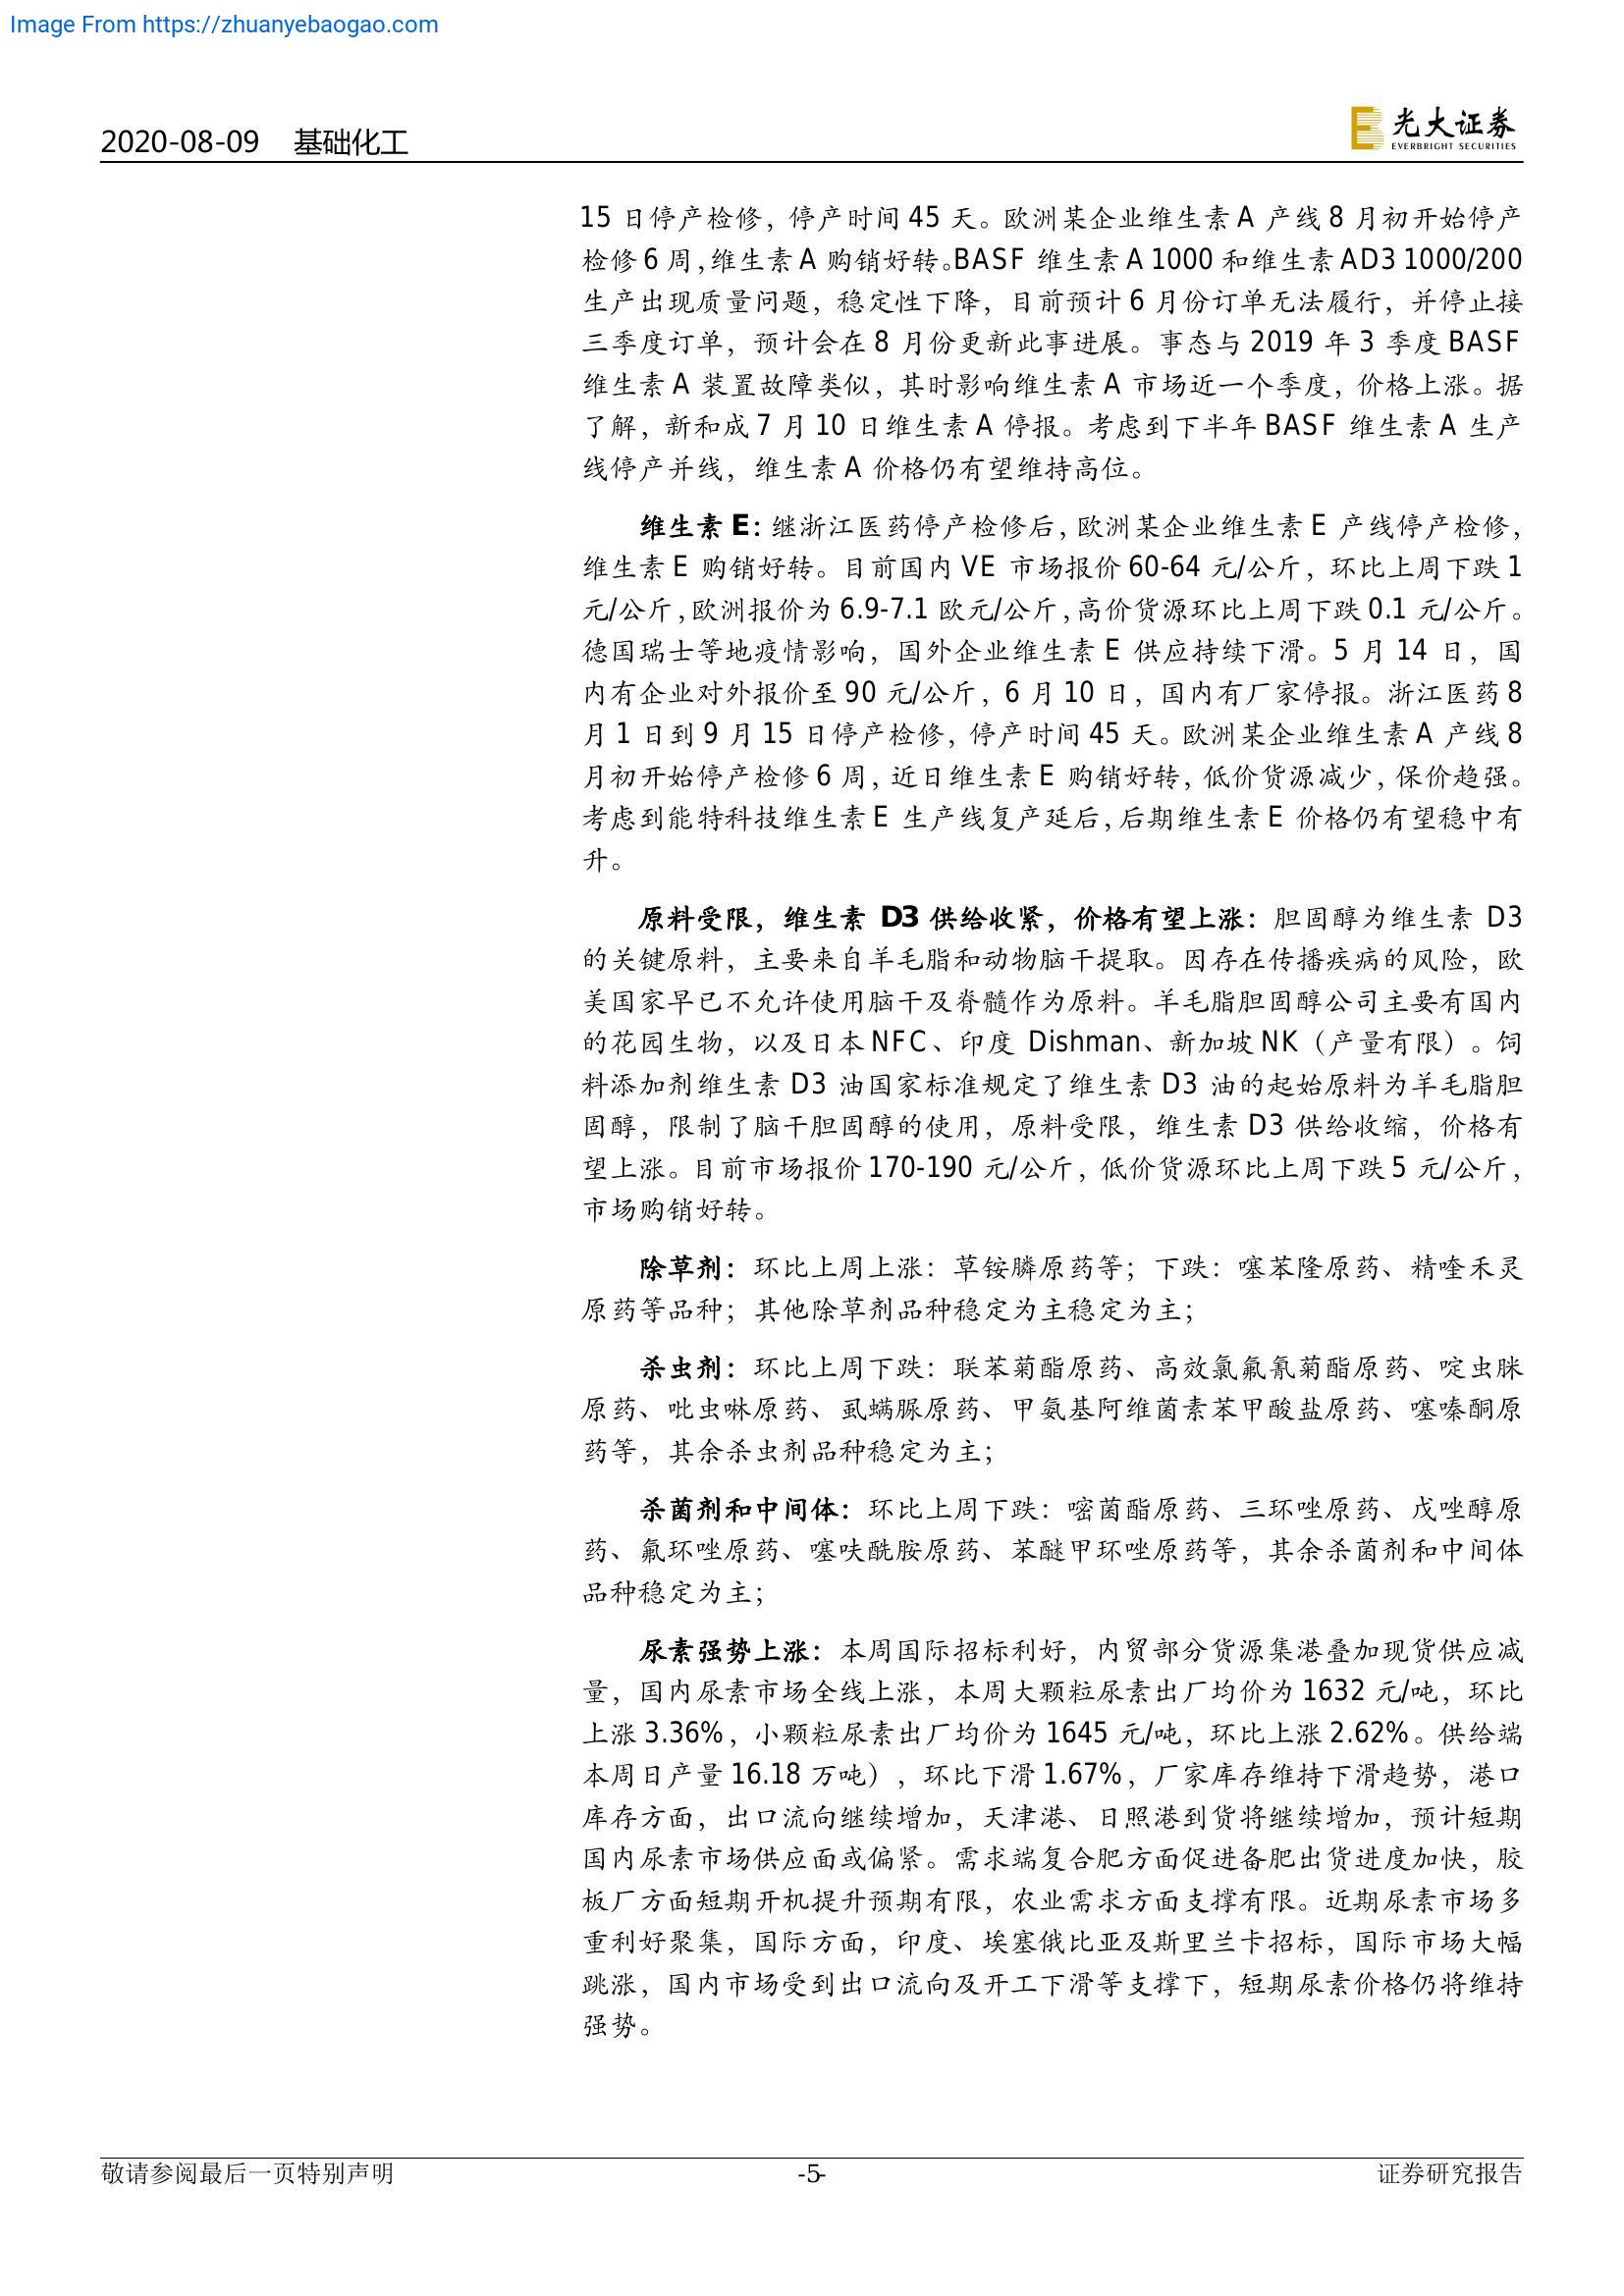 Image From https://zhuanyebaogao.com
2020-08-09 基础化工
光大证券
EVERBRIGHT SECURITIES
15 日停产检修，停产时间 45 天。欧洲某企业维生素 A 产线 8 月初开始停产
检修 6 周，维生素 A 购销好转。BASF 维生素 A 1000 和维生素 AD3 1000/200
生产出现质量问题，稳定性下降，目前预计 6 月份订单无法履行，并停止接
三季度订单，预计会在 8 月份更新此事进展。事态与 2019 年 3 季度 BASF
维生素 A 装置故障类似，其时影响维生素 A 市场近一个季度，价格上涨。据
了解，新和成 7 月 10 日维生素 A 停报。考虑到下半年 BASF 维生素 A 生产
线停产并线，维生素 A 价格仍有望维持高位。
维生素 E：继浙江医药停产检修后，欧洲某企业维生素 E 产线停产检修，
维生素 E 购销好转。目前国内 VE 市场报价 60-64 元/公斤，环比上周下跌 1
元/公斤，欧洲报价为 6.9-7.1 欧元/公斤，高价货源环比上周下跌 0.1 元/公斤。
德国瑞士等地疫情影响，国外企业维生素 E 供应持续下滑。5 月 14 日，国
内有企业对外报价至 90 元/公斤，6 月 10 日，国内有厂家停报。浙江医药 8
月 1 日到 9 月 15 日停产检修，停产时间 45 天。欧洲某企业维生素 A 产线 8
月初开始停产检修 6 周，近日维生素 E 购销好转，低价货源减少，保价趋强。
考虑到能特科技维生素 E 生产线复产延后，后期维生素 E 价格仍有望稳中有
升。
原料受限，维生素 D3 供给收紧，价格有望上涨：胆固醇为维生素 D3
的关键原料，主要来自羊毛脂和动物脑干提取。因存在传播疾病的风险，欧
美国家早已不允许使用脑干及脊髓作为原料。羊毛脂胆固醇公司主要有国内
的花园生物，以及日本 NFC、印度 Dishman、新加坡 NK（产量有限）。饲
料添加剂维生素 D3 油国家标准规定了维生素 D3 油的起始原料为羊毛脂胆
固醇，限制了脑干胆固醇的使用，原料受限，维生素 D3 供给收缩，价格有
望上涨。目前市场报价 170-190 元/公斤，低价货源环比上周下跌 5 元/公斤，
市场购销好转。
除草剂：环比上周上涨：草铵膦原药等；下跌：噻苯隆原药、精喹禾灵
原药等品种；其他除草剂品种稳定为主稳定为主；
杀虫剂：环比上周下跌：联苯菊酯原药、高效氯氟氰菊酯原药、啶虫脒
原药、吡虫啉原药、虱螨脲原药、甲氨基阿维菌素苯甲酸盐原药、噻嗪酮原
药等，其余杀虫剂品种稳定为主；
杀菌剂和中间体：环比上周下跌：嘧菌酯原药、三环唑原药、戊唑醇原
药、氟环唑原药、噻呋酰胺原药、苯醚甲环唑原药等，其余杀菌剂和中间体
品种稳定为主；
尿素强势上涨：本周国际招标利好，内贸部分货源集港叠加现货供应减
量，国内尿素市场全线上涨，本周大颗粒尿素出厂均价为 1632 元/吨，环比
上涨 3.36%，小颗粒尿素出厂均价为 1645 元/吨，环比上涨 2.62%。供给端
本周日产量 16.18 万吨），环比下滑 1.67%，厂家库存维持下滑趋势，港口
库存方面，出口流向继续增加，天津港、日照港到货将继续增加，预计短期
国内尿素市场供应面或偏紧。需求端复合肥方面促进备肥出货进度加快，胶
板厂方面短期开机提升预期有限，农业需求方面支撑有限。近期尿素市场多
重利好聚集，国际方面，印度、埃塞俄比亚及斯里兰卡招标，国际市场大幅
跳涨，国内市场受到出口流向及开工下滑等支撑下，短期尿素价格仍将维持
强势。
敬请参阅最后一页特别声明
-5-
证券研究报告